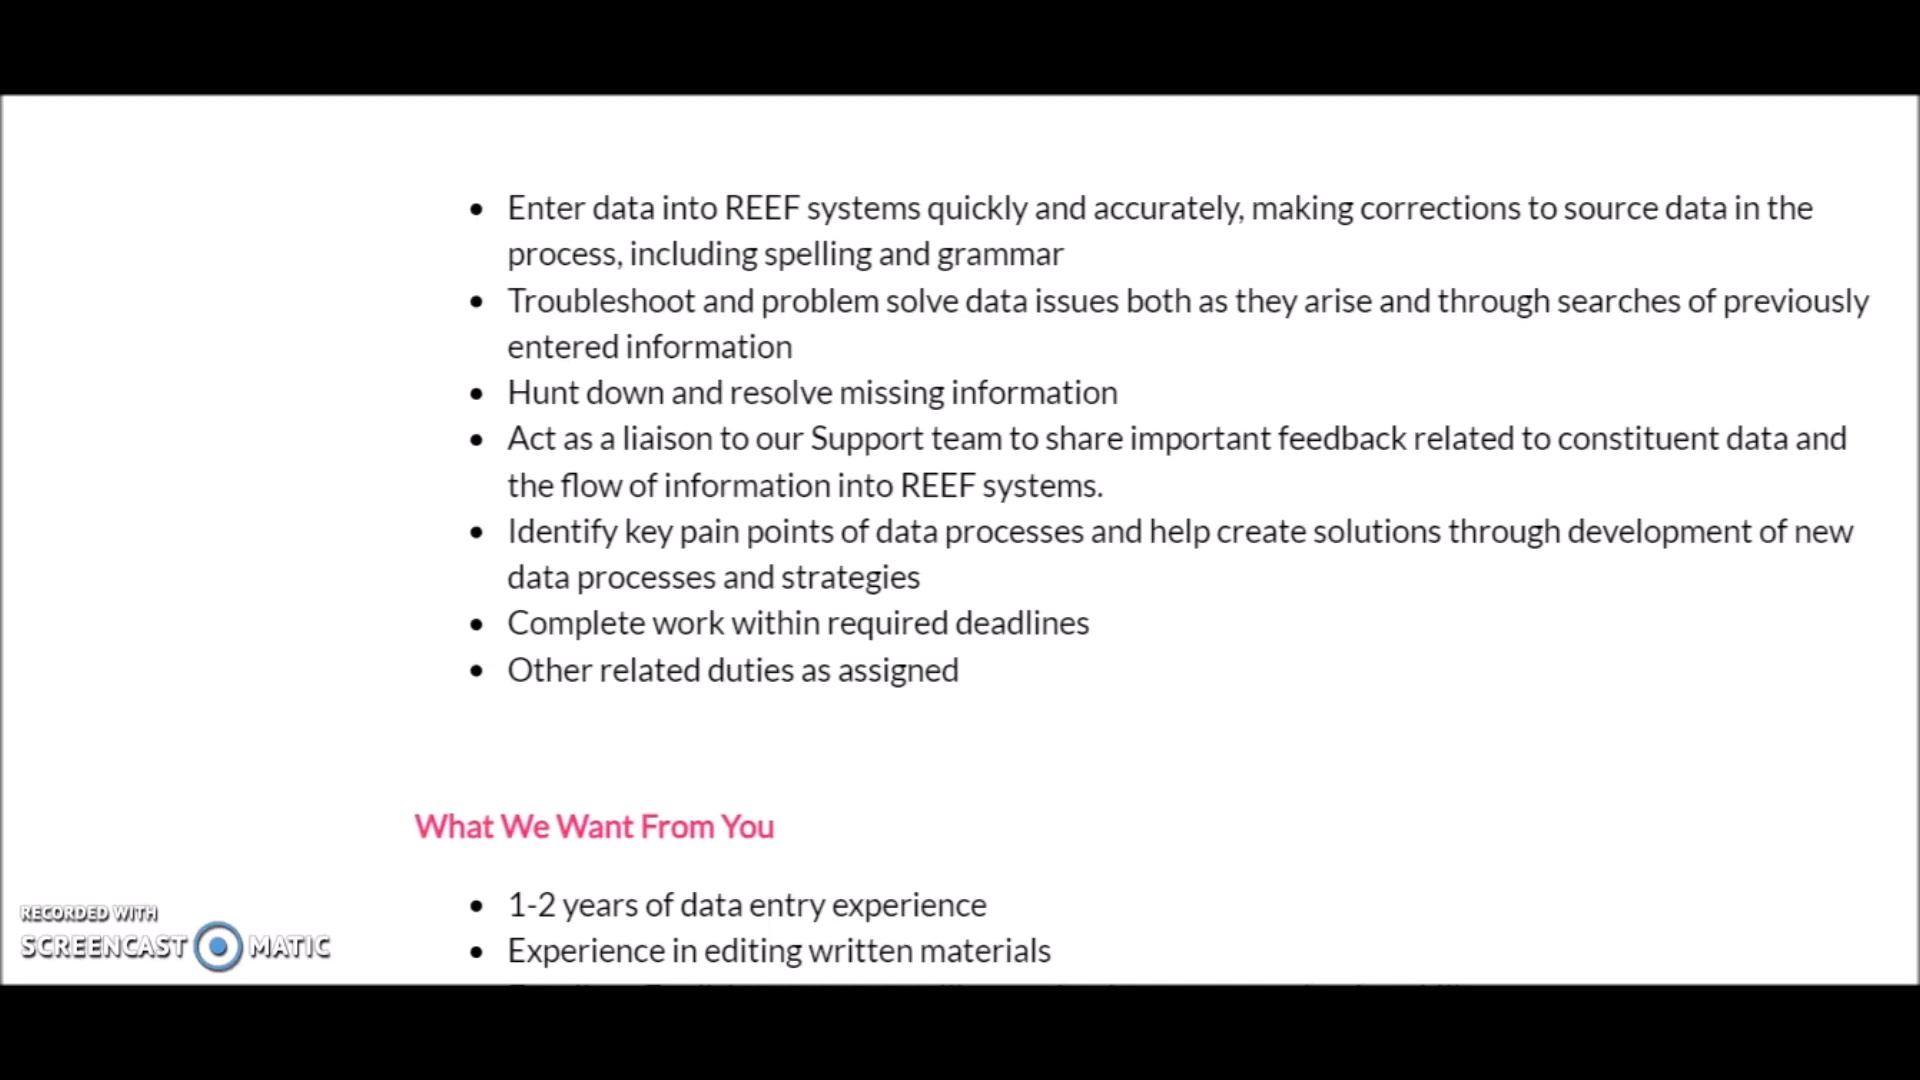 • Enter data into REEF systems quickly and accurately, making corrections to source data in the
process, including spelling and grammar
• Troubleshoot and problem solve data issues both as they arise and through searches of previously
entered information
• Hunt down and resolve missing information
• Act as a liaison to our Support team to share important feedback related to constituent data and
the flow of information into REEF systems.
• Identify key pain points of data processes and help create solutions through development of new
data processes and strategies
• Complete work within required deadlines
• Other related duties as assigned
What We Want From You
• 1-2 years of data entry experience
• Experience in editing written materials
RECORDED WITH
SCREENCAST MATIC